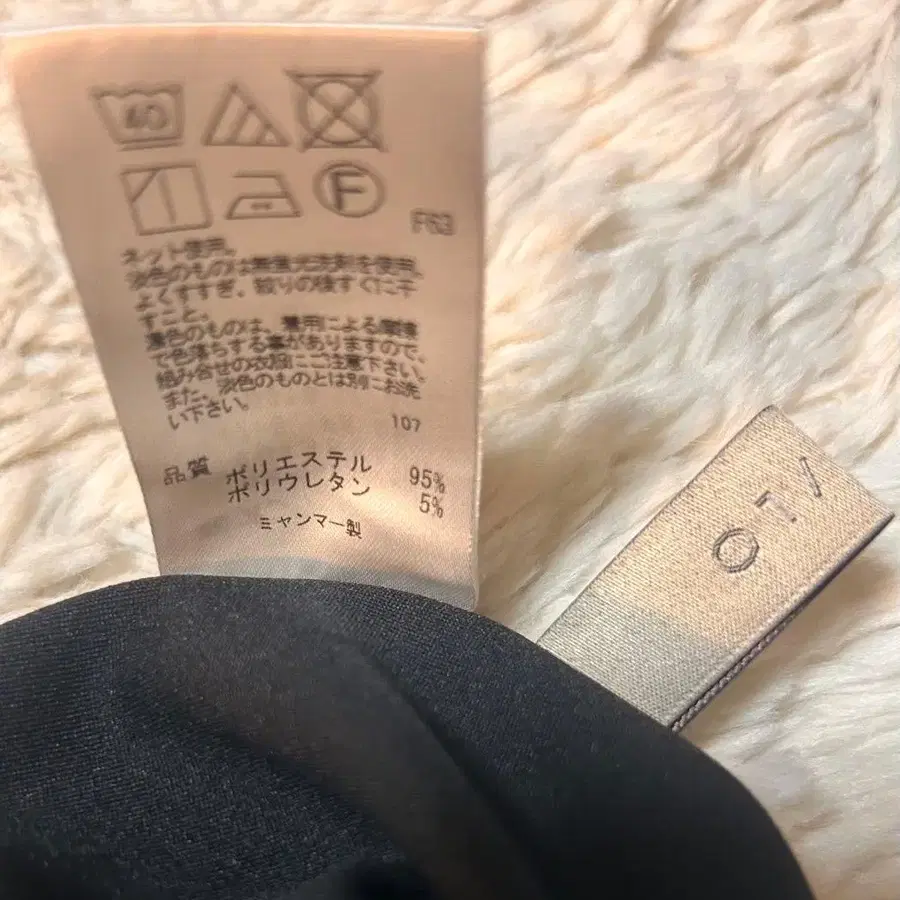 40
F
F63
ネット使用。
淡色のものは無蛍光洗剤を使用。
よくすすぎ、絞りの後すぐに干
すこと。
濃色のものは、着用による摩擦
で色落ちする事がありますので、
組み合せの衣服にご注意下さい。
また、淡色のものとは別にお洗
い下さい。
107
品質 ポリエステル 95%
ポリウレタン 5%
ミヤンマー製